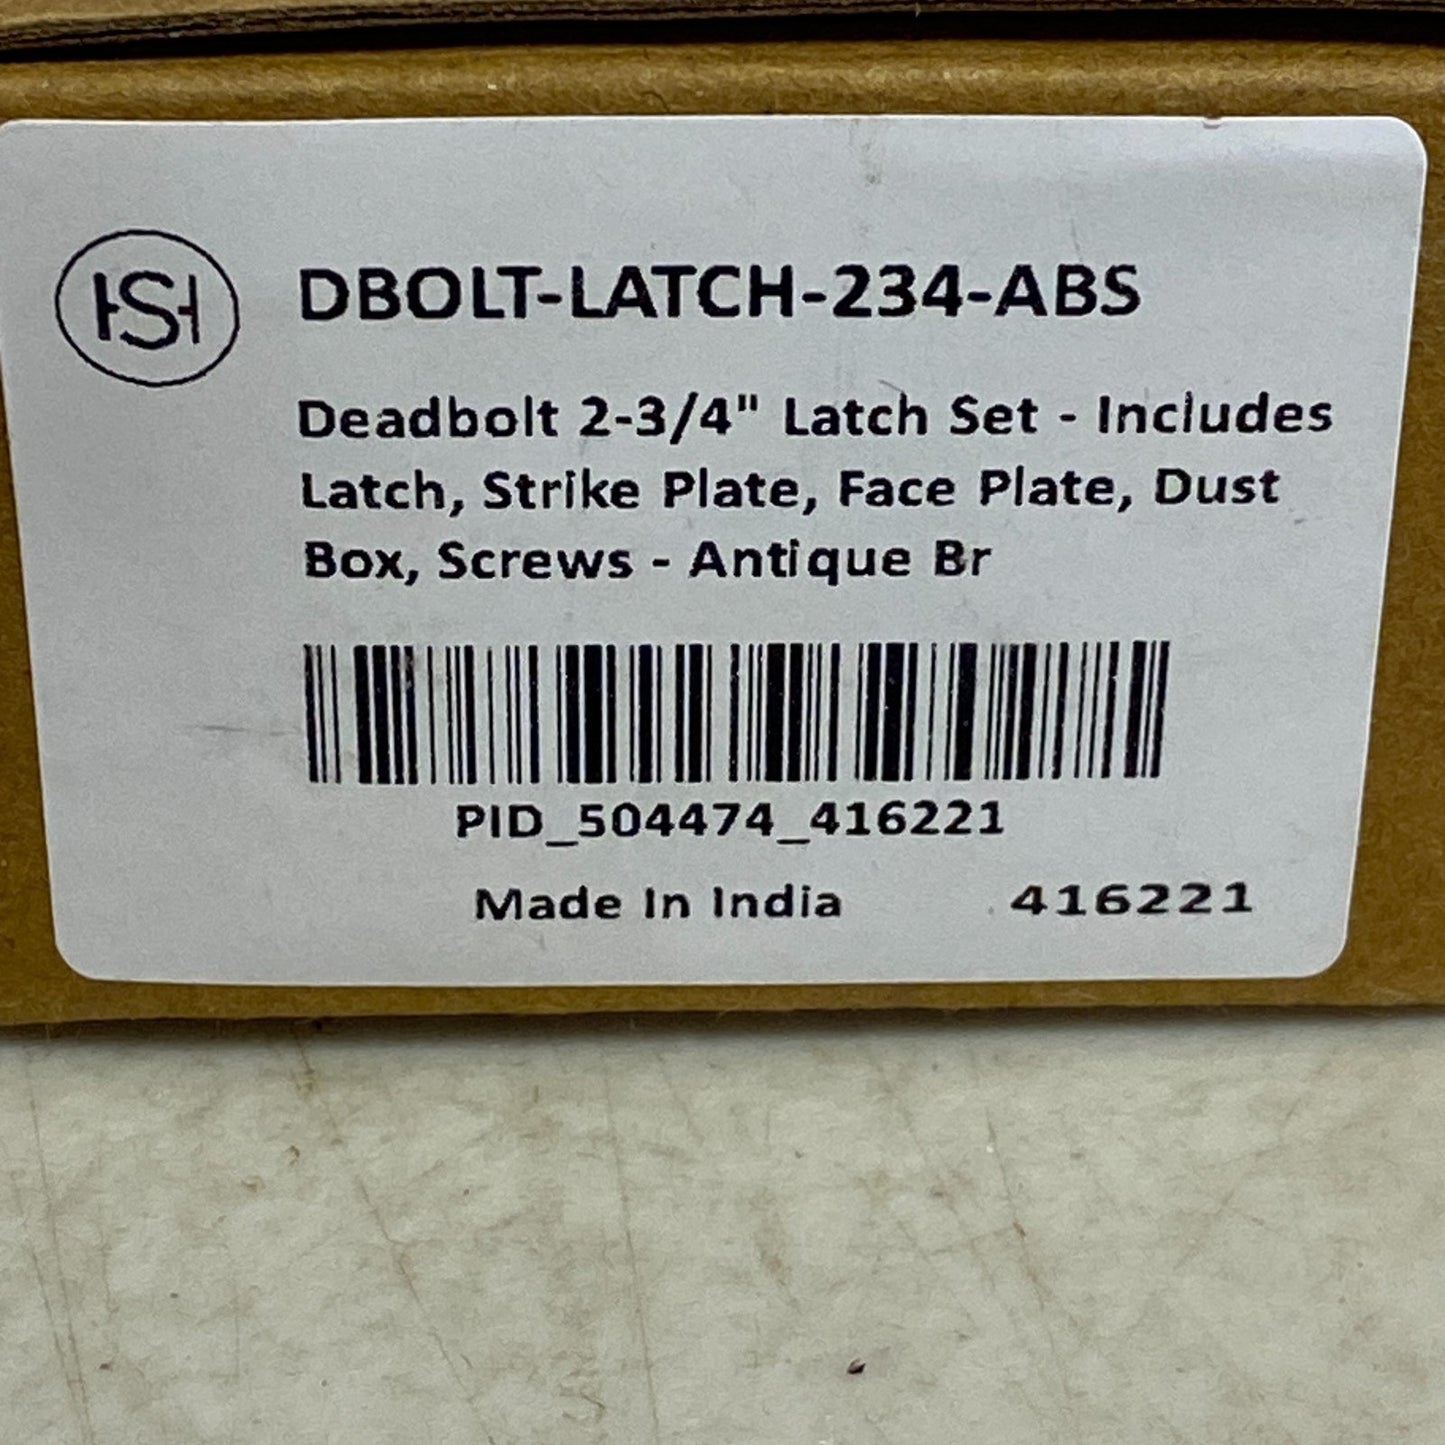 HSH
DBOLT-LATCH-234-ABS
Deadbolt 2-3/4" Latch Set - Includes
Latch, Strike Plate, Face Plate, Dust
Box, Screws - Antique Br
PID_504474_416221
Made In India 416221